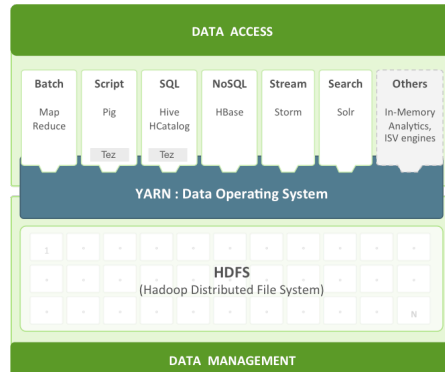 DATA ACCESS
Batch
Map
Reduce
Script
Pig
Tez
SQL
Hive
HCatalog
Tez
NoSQL
HBase
Stream
Storm
Search
Solr
Others
In-Memory
Analytics,
ISV engines
YARN : Data Operating System
1
HDFS
(Hadoop Distributed File System)
N
DATA MANAGEMENT